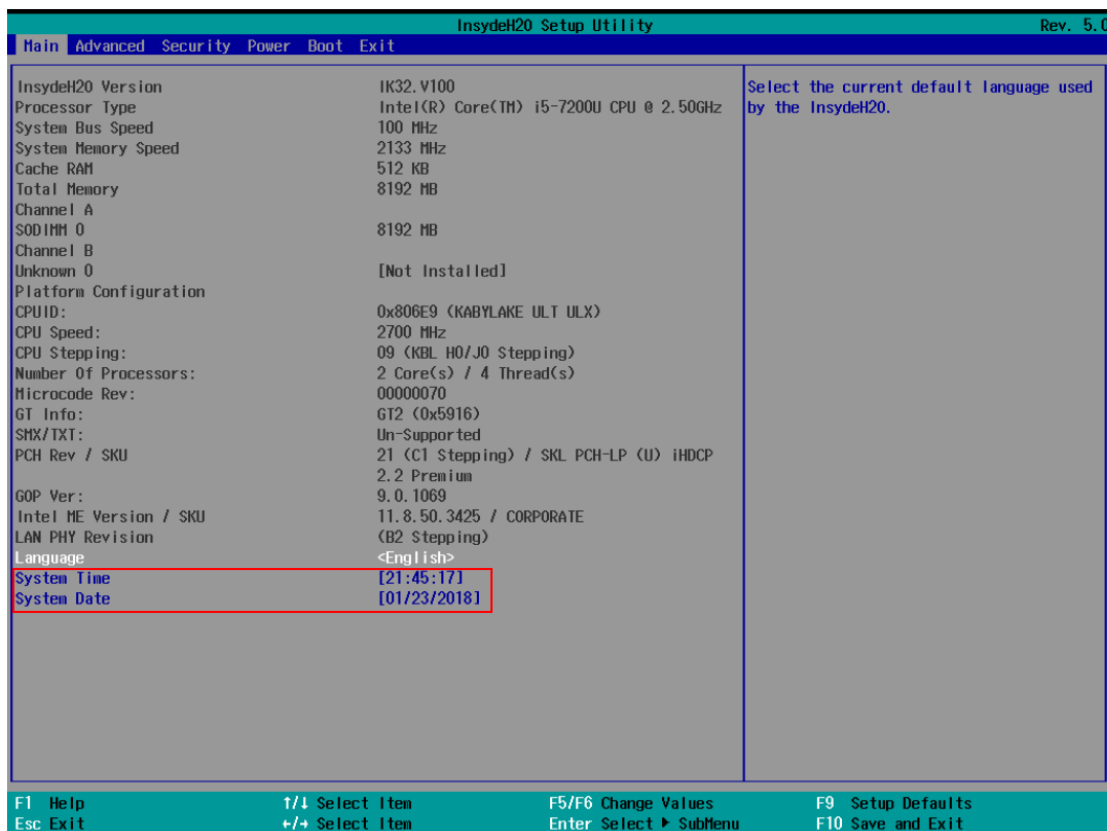 InsydeH20 Setup Utility Rev. 5.0
Main Advanced Security Power Boot Exit
InsydeH20 Version IK32.V100
Processor Type Intel(R) Core(TM) i5-7200U CPU @ 2.50GHz
System Bus Speed 100 MHz
System Memory Speed 2133 MHz
Cache RAM 512 KB
Total Memory 8192 MB
Channel A
SODIMM 0 8192 MB
Channel B
Unknown 0 [Not Installed]
Platform Configuration
CPUID: 0x806E9 (KABYLAKE ULT ULX)
CPU Speed: 2700 MHz
CPU Stepping: 09 (KBL H0/J0 Stepping)
Number Of Processors: 2 Core(s) / 4 Thread(s)
Microcode Rev: 00000070
GT Info: GT2 (0x5916)
SMX/TXT: Un-Supported
PCH Rev / SKU 21 (C1 Stepping) / SKL PCH-LP (U) iHDCP
2.2 Premium
GOP Ver: 9.0.1069
Intel ME Version / SKU 11.8.50.3425 / CORPORATE
LAN PHY Revision (B2 Stepping)
Language <English>
System Time [21:45:17]
System Date [01/23/2018]
Select the current default language used
by the InsydeH20.
F1 Help ↑/↓ Select Item F5/F6 Change Values F9 Setup Defaults
Esc Exit ←/→ Select Item Enter Select ▶ SubMenu F10 Save and Exit